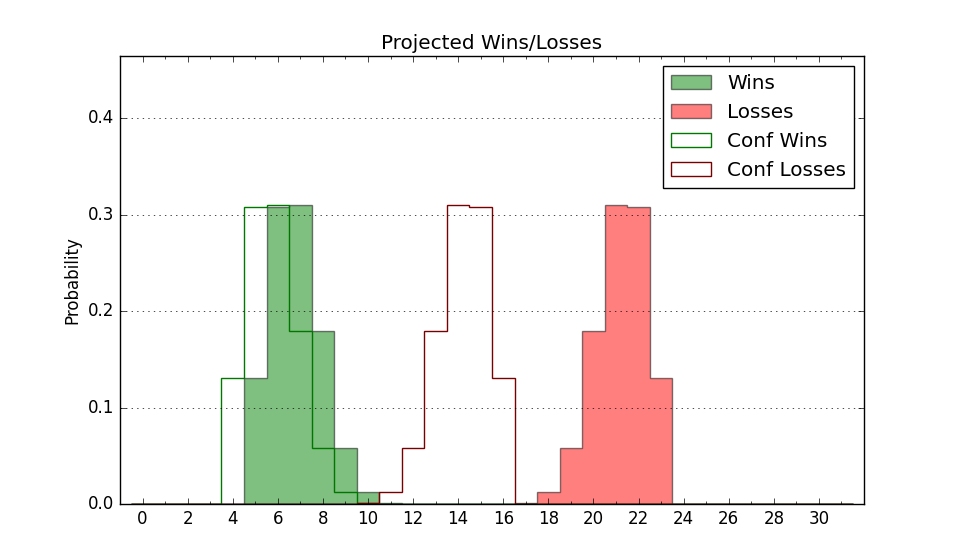 Projected Wins/Losses
Wins
Losses
Conf Wins
Conf Losses
Probability
0.4
0.3
0.2
0.1
0.0
0 2 4 6 8 10 12 14 16 18 20 22 24 26 28 30